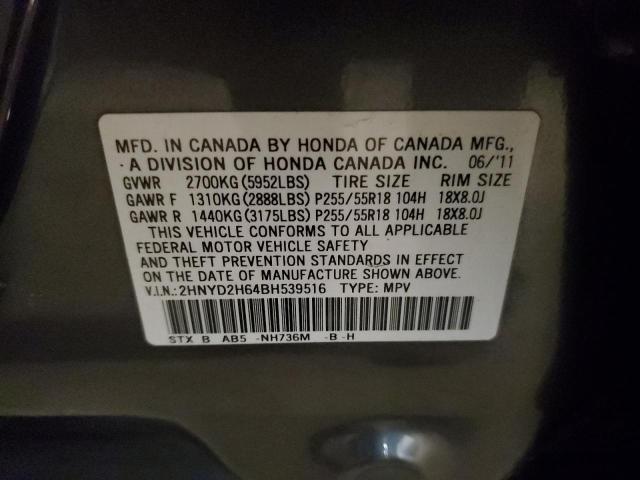 MFD. IN CANADA BY HONDA OF CANADA MFG.,
A DIVISION OF HONDA CANADA INC. 06/'11
GVWR 2700KG(5952LBS) TIRE SIZE RIM SIZE
GAWR F 1310KG(2888LBS) P255/55R18 104H 18X8.0J
GAWR R 1440KG(3175LBS) P255/55R18 104H 18X8.0J
THIS VEHICLE CONFORMS TO ALL APPLICABLE
FEDERAL MOTOR VEHICLE SAFETY
AND THEFT PREVENTION STANDARDS IN EFFECT ON
THE DATE OF MANUFACTURE SHOWN ABOVE.
V.I.N.:2HNYD2H64BH539516 TYPE: MPV
STX B AB5 -NH736M -B -H